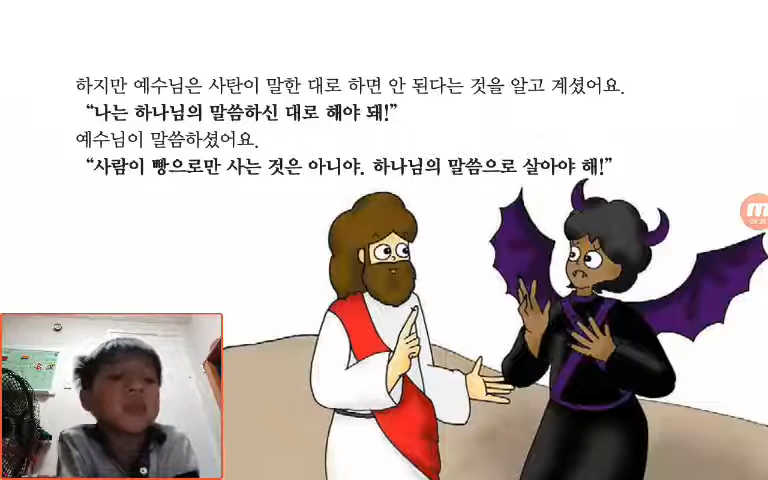 하지만 예수님은 사탄이 말한 대로 하면 안 된다는 것을 알고 계셨어요.
“나는 하나님의 말씀하신 대로 해야 돼!”
예수님이 말씀하셨어요.
“사람이 빵으로만 사는 것은 아니야. 하나님의 말씀으로 살아야 해!”